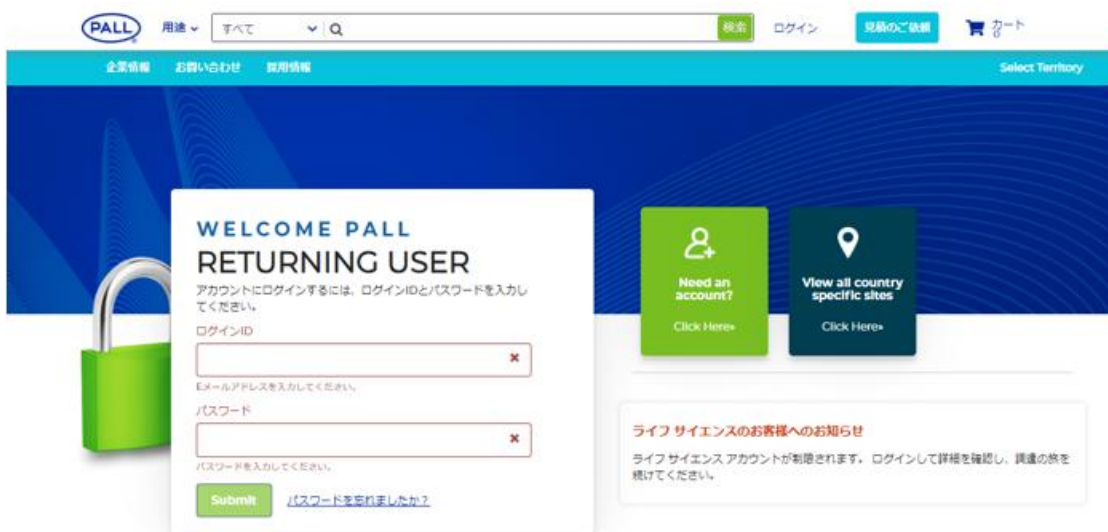 PALL 用途 すべて 検索 ログイン 見積のご依頼 カート
0
企業情報 お問い合わせ 採用情報 Select Territory
WELCOME PALL
RETURNING USER
アカウントにログインするには、ログインIDとパスワードを入力し
てください。
ログインID
Eメールアドレスを入力してください。
パスワード
パスワードを入力してください。
Submit パスワードを忘れましたか？
Need an
account?
Click Here»
View all country
specific sites
Click Here»
ライフ サイエンスのお客様へのお知らせ
ライフ サイエンス アカウントが制限されます。 ログインして詳細を確認し、調達の旅を
続けてください。